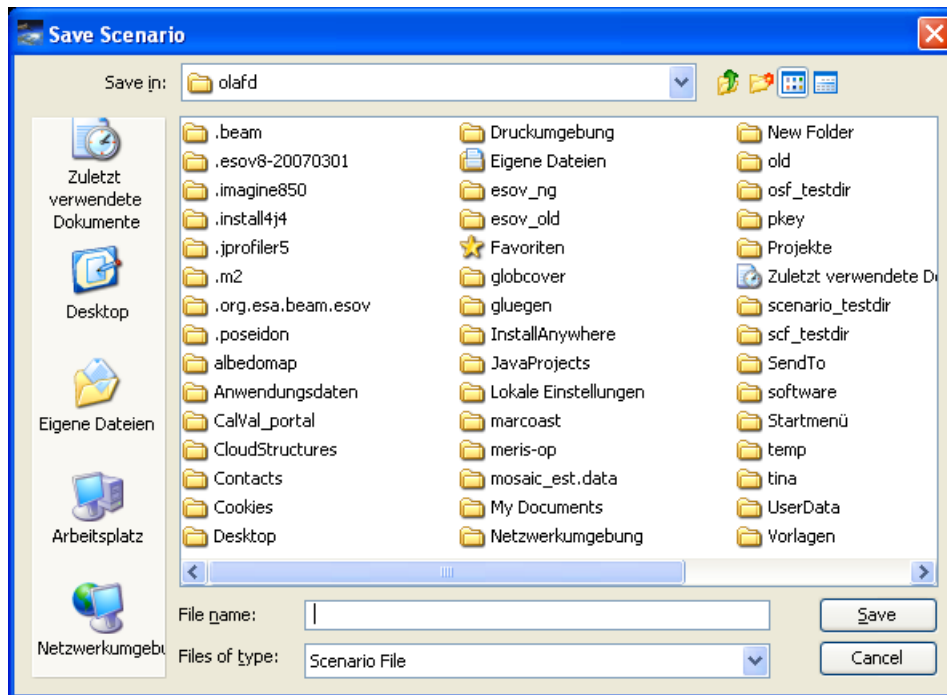 Save Scenario
Save in: olafd
Zuletzt
verwendete
Dokumente
Desktop
Eigene Dateien
Arbeitsplatz
Netzwerkumgebu
.beam
.esov8-20070301
.imagine850
.install4j4
.jprofiler5
.m2
.org.esa.beam.esov
.poseidon
albedomap
Anwendungsdaten
CalVal_portal
CloudStructures
Contacts
Cookies
Desktop
Druckumgebung
Eigene Dateien
esov_ng
esov_old
Favoriten
globcover
gluegen
InstallAnywhere
JavaProjects
Lokale Einstellungen
marcoast
meris-op
mosaic_est.data
My Documents
Netzwerkumgebung
New Folder
old
osf_testdir
pkey
Projekte
Zuletzt verwendete D
scenario_testdir
scf_testdir
SendTo
software
Startmenü
temp
tina
UserData
Vorlagen
File name:
Save
Files of type: Scenario File
Cancel